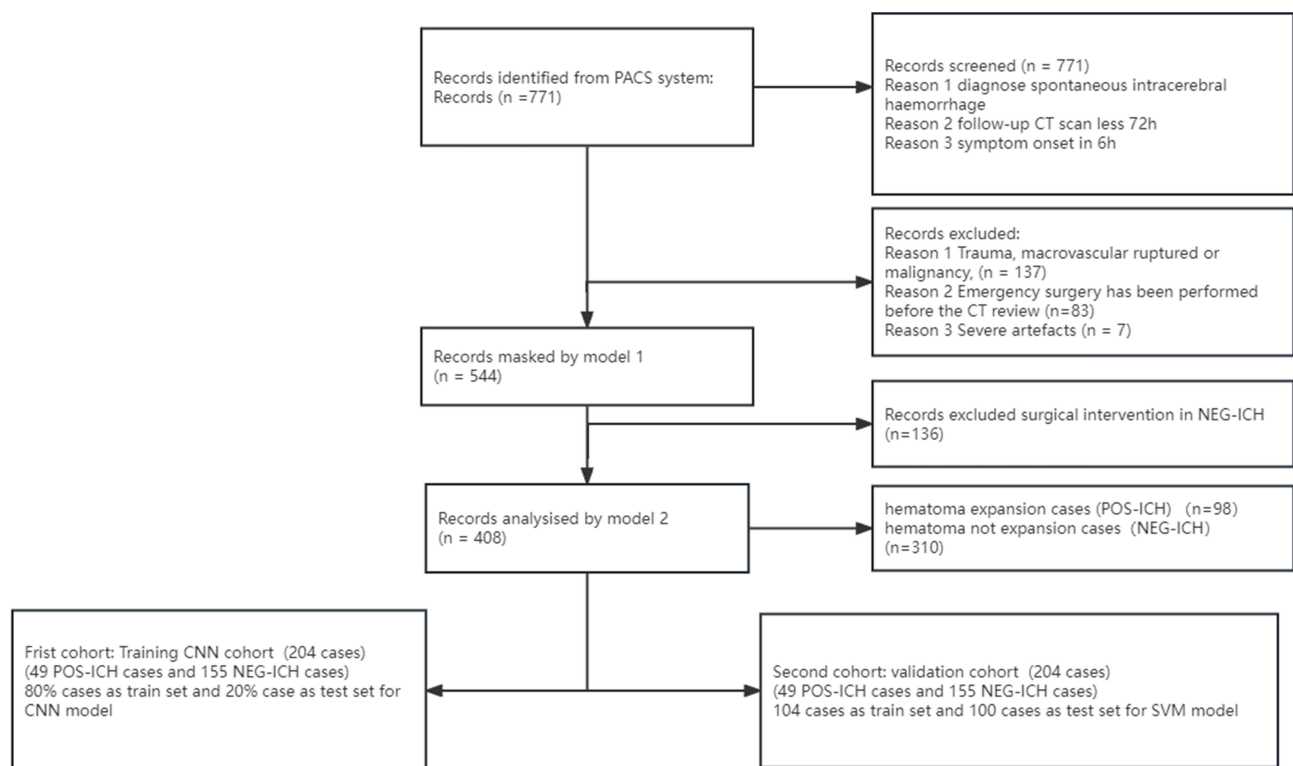 Records identified from PACS system:
Records (n =771)
Records screened (n = 771)
Reason 1 diagnose spontaneous intracerebral
haemorrhage
Reason 2 follow-up CT scan less 72h
Reason 3 symptom onset in 6h
Records excluded:
Reason 1 Trauma, macrovascular ruptured or
malignancy, (n = 137)
Reason 2 Emergency surgery has been performed
before the CT review (n=83)
Reason 3 Severe artefacts (n = 7)
Records masked by model 1
(n = 544)
Records excluded surgical intervention in NEG-ICH
(n=136)
Records analysised by model 2
(n = 408)
hematoma expansion cases (POS-ICH) (n=98)
hematoma not expansion cases (NEG-ICH)
(n=310)
Frist cohort: Training CNN cohort (204 cases)
(49 POS-ICH cases and 155 NEG-ICH cases)
80% cases as train set and 20% case as test set for
CNN model
Second cohort: validation cohort (204 cases)
(49 POS-ICH cases and 155 NEG-ICH cases)
104 cases as train set and 100 cases as test set for SVM model